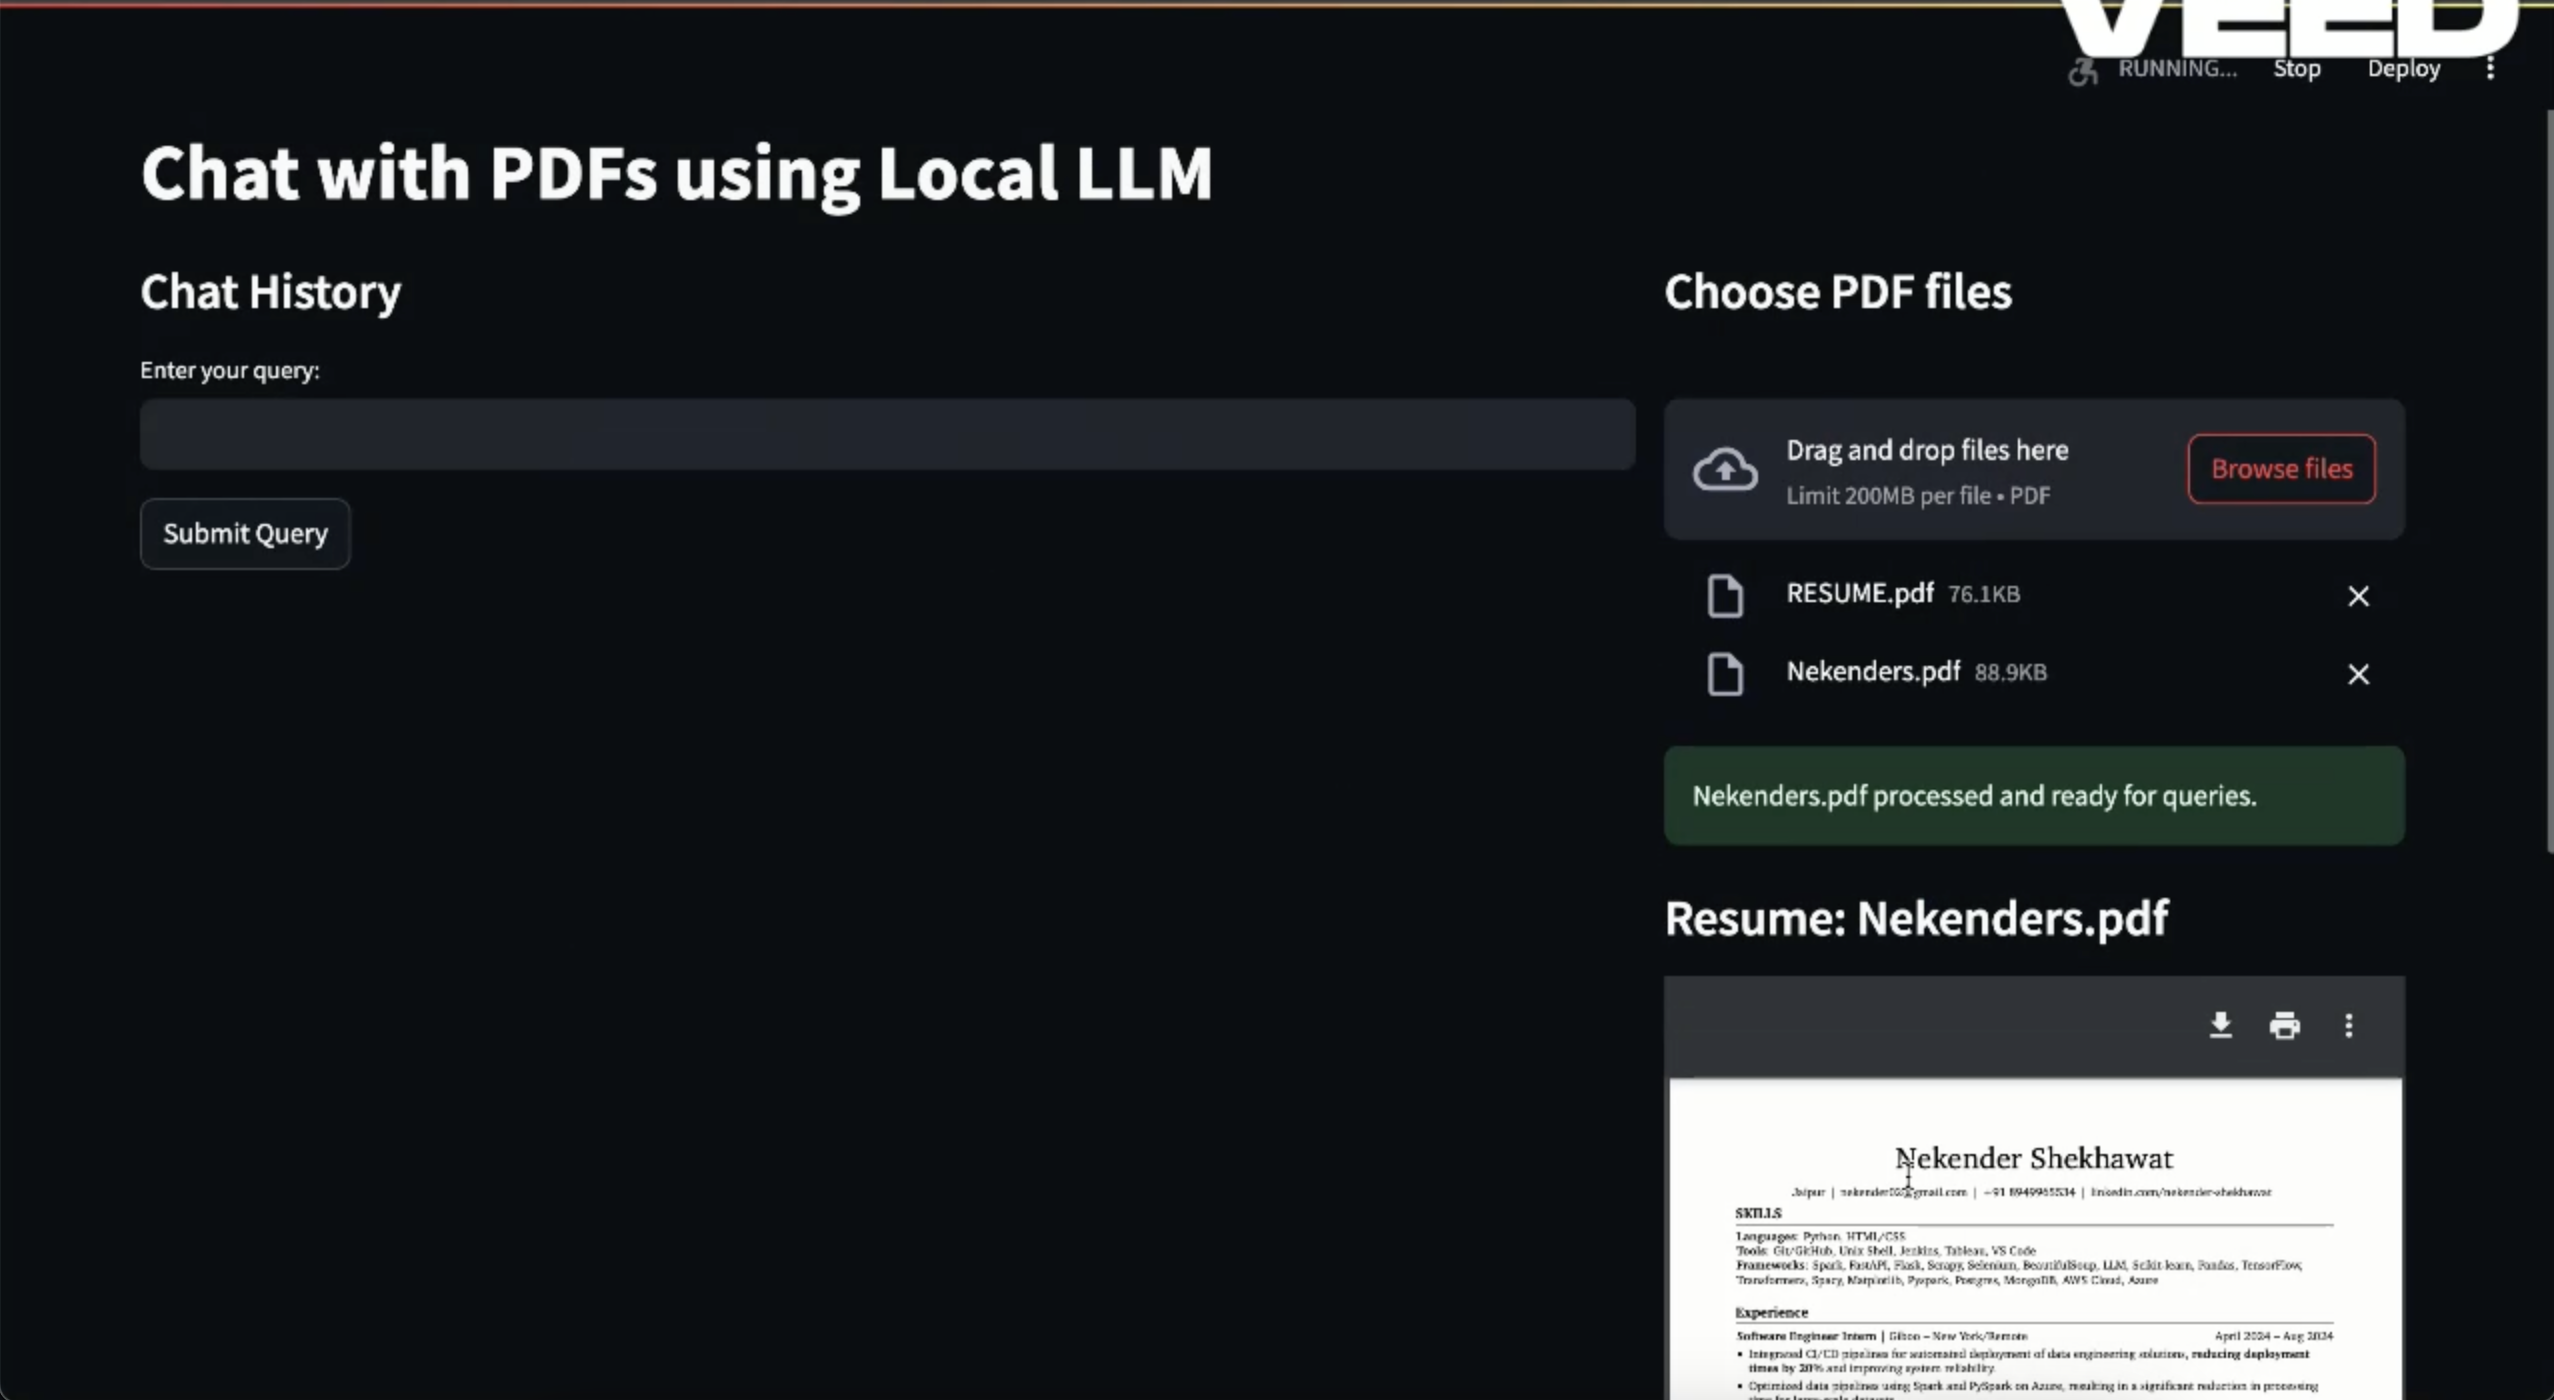 VEED
RUNNING...
Stop
Deploy
Chat with PDFs using Local LLM
Chat History
Enter your query:
Submit Query
Choose PDF files
Drag and drop files here
Limit 200MB per file • PDF
Browse files
RESUME.pdf 76.1KB
Nekenders.pdf 88.9KB
Nekenders.pdf processed and ready for queries.
Resume: Nekenders.pdf
Nekender Shekhawat
Jaipur | gmail.com | +91 8949965534 | linkedin.com/nekender-shekhawat
SKILLS
Languages: Python, HTML/CSS
Tools: Git/GitHub, Unix Shell, Jenkins, Tableau, VS Code
Frameworks: Spark, FastAPI, Flask, Scrapy, Selenium, BeautifulSoup, LLM, Scikit-learn, Pandas, TensorFlow,
Transformers, Spacy, Matplotlib, Pyspark, Postgres, MongoDB, AWS Cloud, Azure
Experience
Software Engineer Intern | – New York/Remote
April 2024 – Aug 2024
• Integrated CI/CD pipelines for automated deployment of data engineering solutions, reducing deployment
times by 20% and improving system reliability.
• Optimized data pipelines using Spark and PySpark on Azure, resulting in a significant reduction in processing